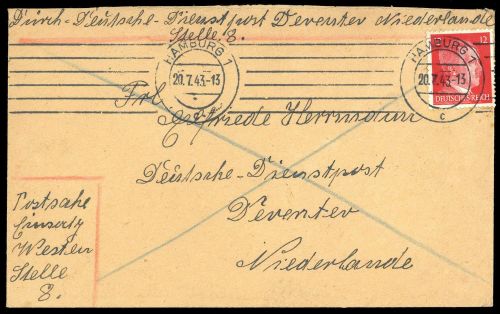 Durch-Deutsche-Dienstpost Deventer Niederlande
Stelle 8.
HAMBURG 1
20.7.43.-13
c
HAMBURG 1
20.7.43.-13
c
12
DEUTSCHES REICH
Frl.
Elfriede Herrmann
Deutsche-Dienstpost
Deventer
Niederlande
Postsache
Einsatz
Westen
Stelle
8.